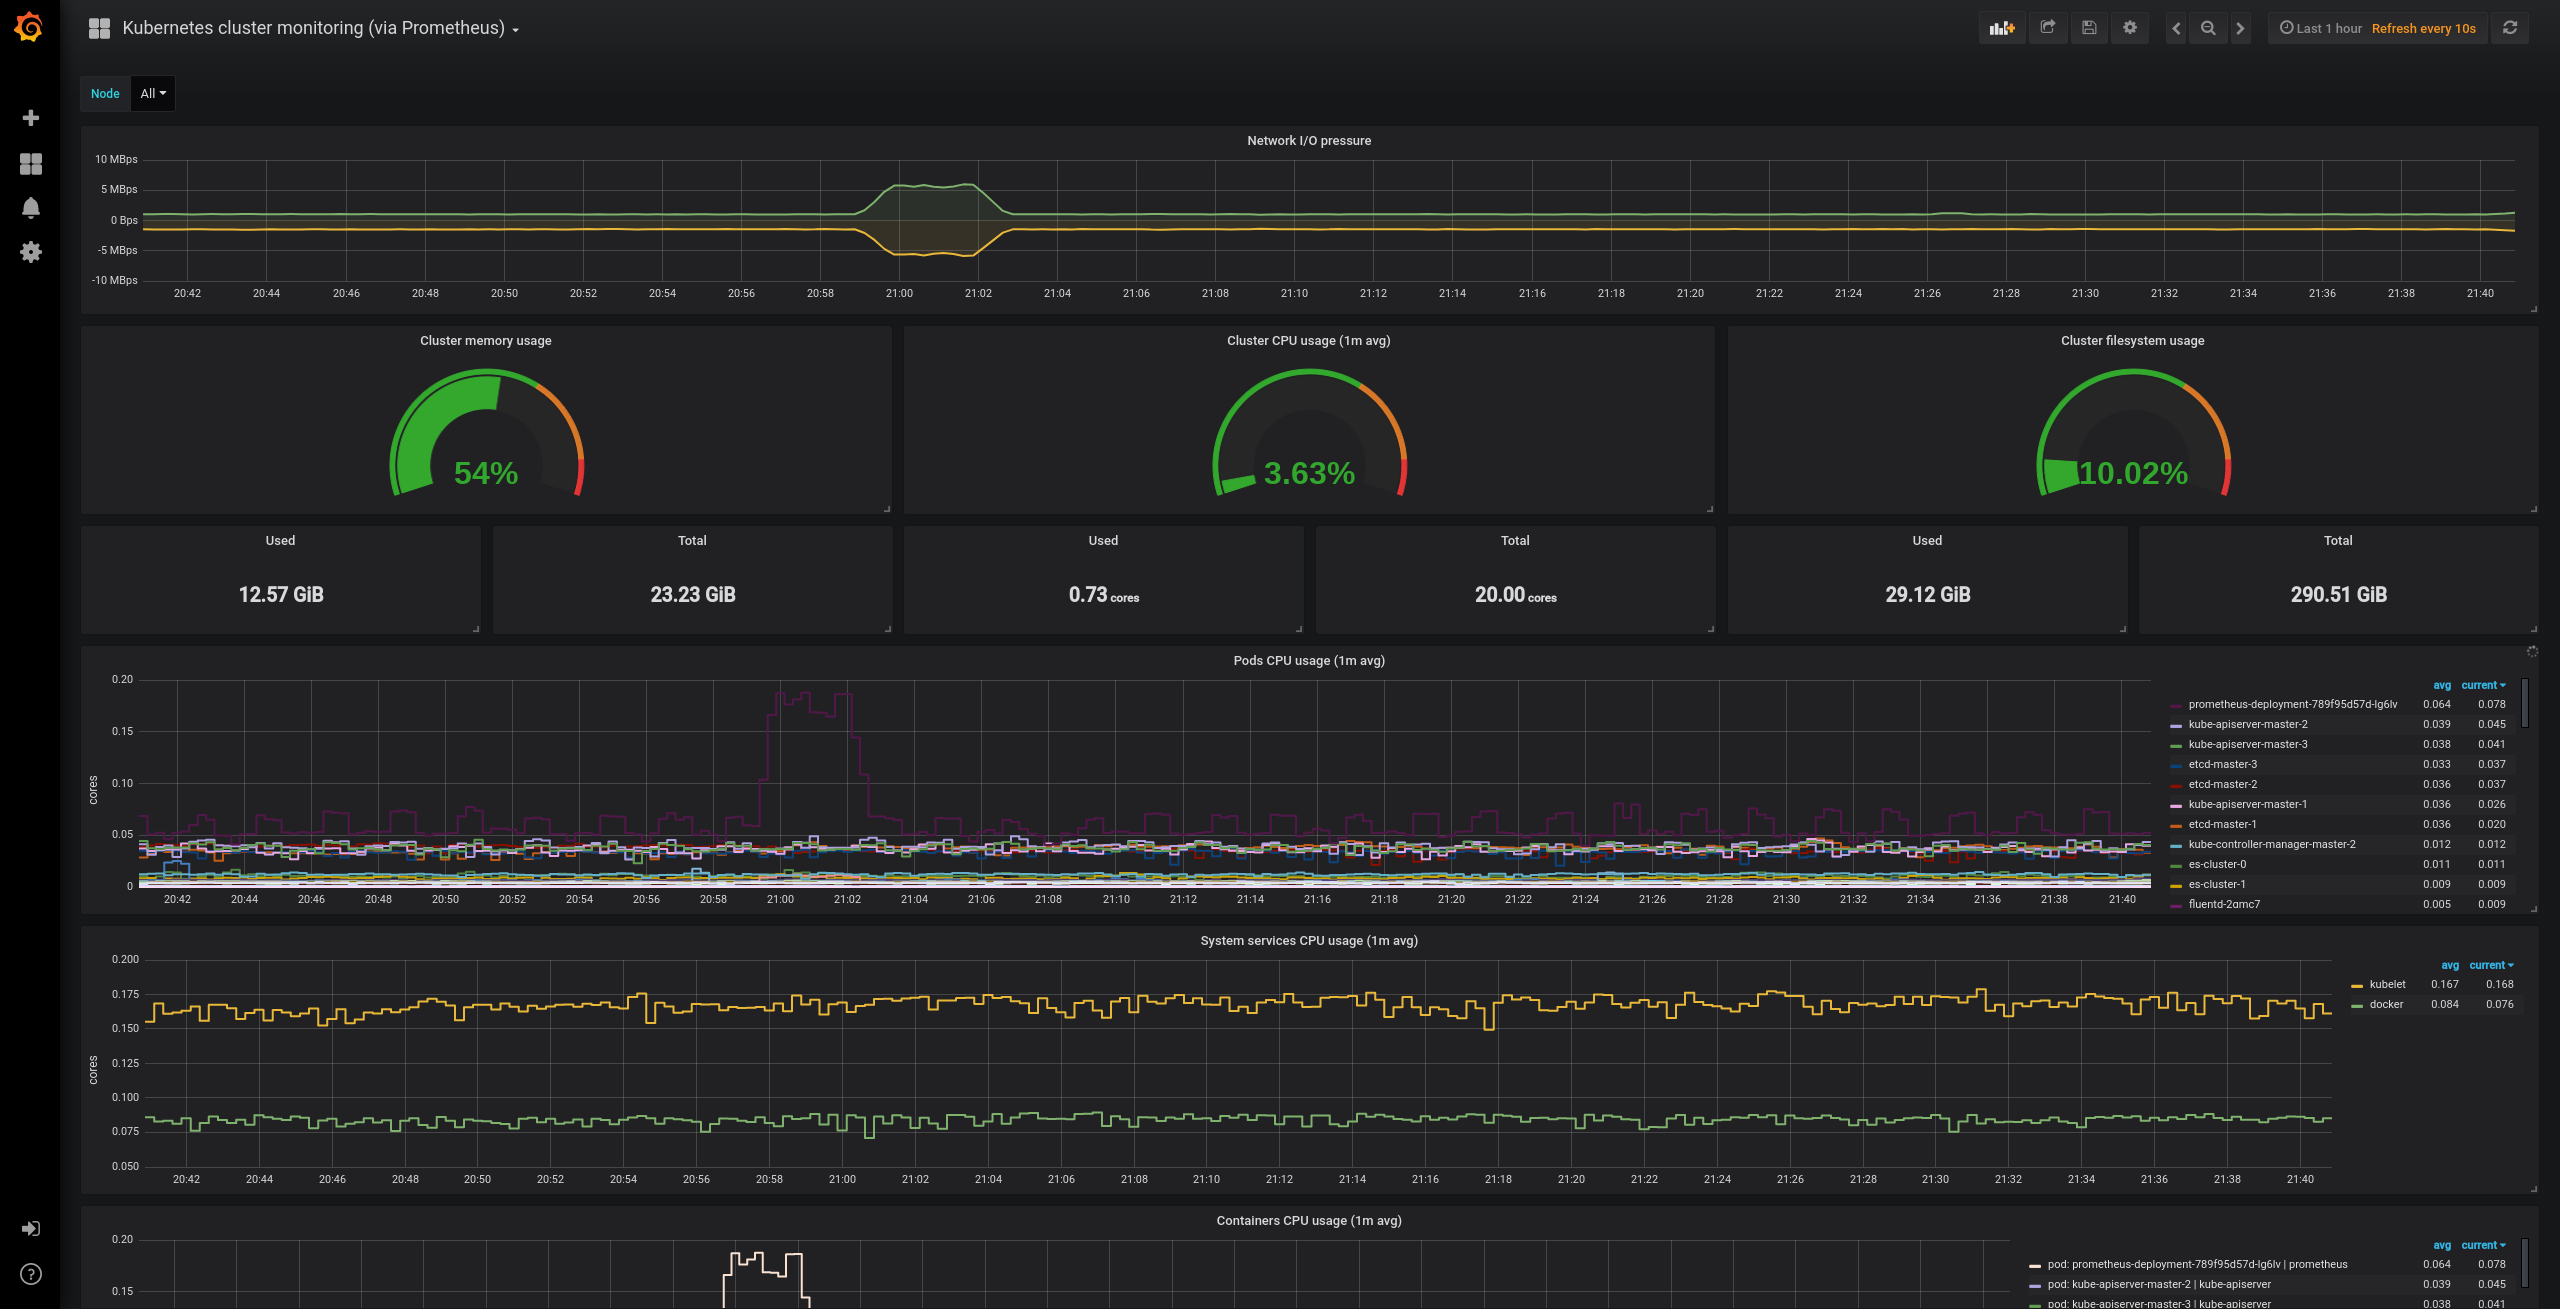 Kubernetes cluster monitoring (via Prometheus)
Last 1 hour Refresh every 10s
Node All
Network I/O pressure
10 MBps
5 MBps
0 Bps
-5 MBps
-10 MBps
20:42 20:44 20:46 20:48 20:50 20:52 20:54 20:56 20:58 21:00 21:02 21:04 21:06 21:08 21:10 21:12 21:14 21:16 21:18 21:20 21:22 21:24 21:26 21:28 21:30 21:32 21:34 21:36 21:38 21:40
Cluster memory usage
54%
Cluster CPU usage (1m avg)
3.63%
Cluster filesystem usage
10.02%
Used
12.57 GiB
Total
23.23 GiB
Used
0.73 cores
Total
20.00 cores
Used
29.12 GiB
Total
290.51 GiB
Pods CPU usage (1m avg)
cores
0.20
0.15
0.10
0.05
0
20:42 20:44 20:46 20:48 20:50 20:52 20:54 20:56 20:58 21:00 21:02 21:04 21:06 21:08 21:10 21:12 21:14 21:16 21:18 21:20 21:22 21:24 21:26 21:28 21:30 21:32 21:34 21:36 21:38 21:40
avg current
prometheus-deployment-789f95d57d-lg6lv 0.064 0.078
kube-apiserver-master-2 0.039 0.045
kube-apiserver-master-3 0.038 0.041
etcd-master-3 0.033 0.037
etcd-master-2 0.036 0.037
kube-apiserver-master-1 0.036 0.026
etcd-master-1 0.036 0.020
kube-controller-manager-master-2 0.012 0.012
es-cluster-0 0.011 0.011
es-cluster-1 0.009 0.009
fluentd-2qmc7 0.005 0.009
System services CPU usage (1m avg)
cores
0.200
0.175
0.150
0.125
0.100
0.075
0.050
20:42 20:44 20:46 20:48 20:50 20:52 20:54 20:56 20:58 21:00 21:02 21:04 21:06 21:08 21:10 21:12 21:14 21:16 21:18 21:20 21:22 21:24 21:26 21:28 21:30 21:32 21:34 21:36 21:38 21:40
avg current
kubelet 0.167 0.168
docker 0.084 0.076
Containers CPU usage (1m avg)
0.20
0.15
avg current
pod: prometheus-deployment-789f95d57d-lg6lv | prometheus 0.064 0.078
pod: kube-apiserver-master-2 | kube-apiserver 0.039 0.045
pod: kube-apiserver-master-3 | kube-apiserver 0.038 0.041